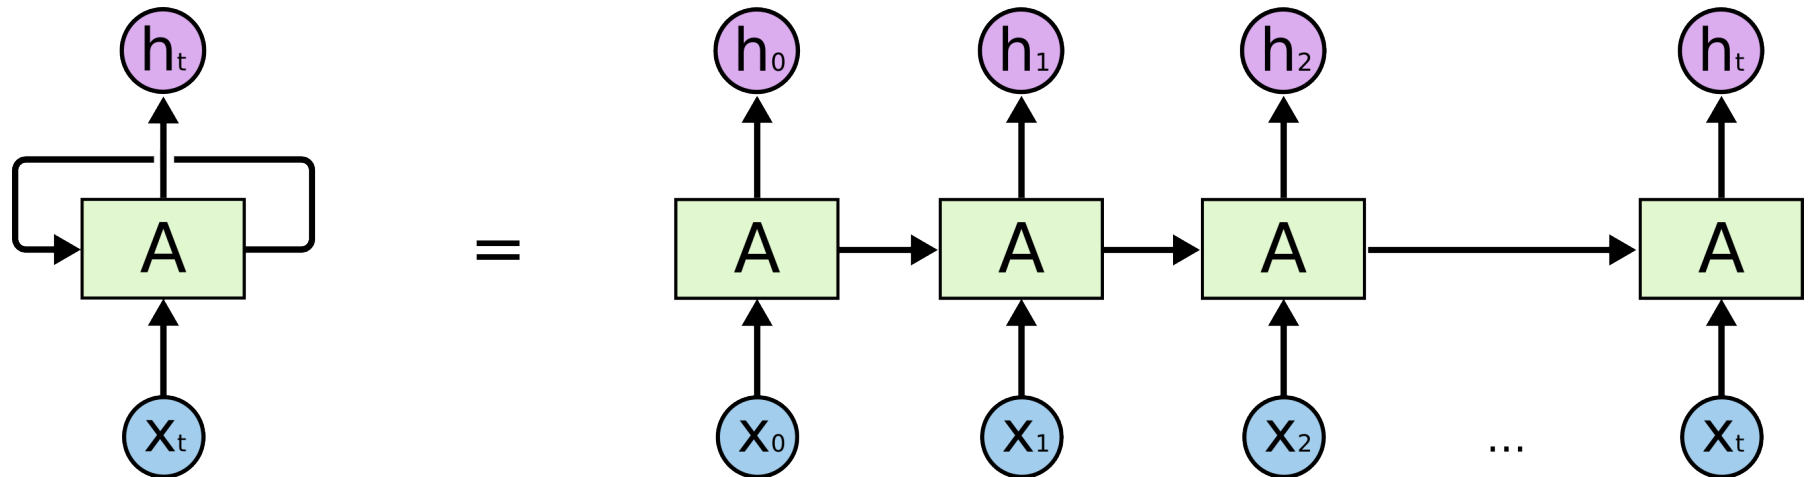 hₜ h₀ h₁ h₂ hₜ
A = A A A A
xₜ x₀ x₁ x₂ ... xₜ